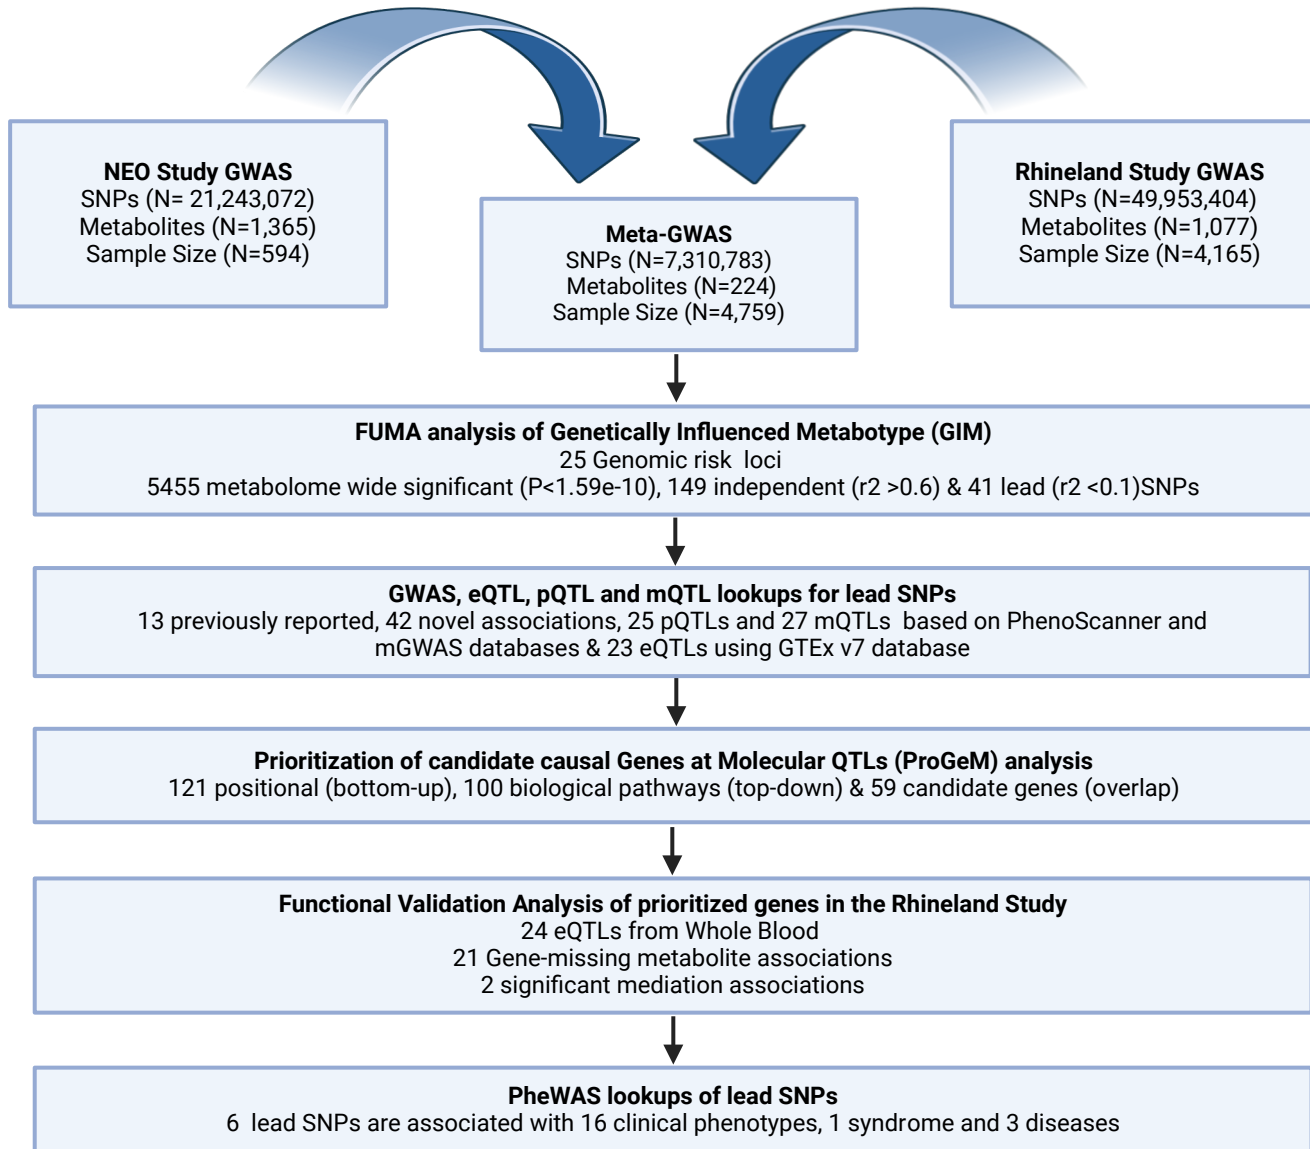 NEO Study GWAS
SNPs (N= 21,243,072)
Metabolites (N=1,365)
Sample Size (N=594)
Meta-GWAS
SNPs (N=7,310,783)
Metabolites (N=224)
Sample Size (N=4,759)
Rhineland Study GWAS
SNPs (N=49,953,404)
Metabolites (N=1,077)
Sample Size (N=4,165)
FUMA analysis of Genetically Influenced Metabotype (GIM)
25 Genomic risk loci
5455 metabolome wide significant (P<1.59e-10), 149 independent (r2 >0.6) & 41 lead (r2 <0.1)SNPs
GWAS, eQTL, pQTL and mQTL lookups for lead SNPs
13 previously reported, 42 novel associations, 25 pQTLs and 27 mQTLs based on PhenoScanner and
mGWAS databases & 23 eQTLs using GTEx v7 database
Prioritization of candidate causal Genes at Molecular QTLs (ProGeM) analysis
121 positional (bottom-up), 100 biological pathways (top-down) & 59 candidate genes (overlap)
Functional Validation Analysis of prioritized genes in the Rhineland Study
24 eQTLs from Whole Blood
21 Gene-missing metabolite associations
2 significant mediation associations
PheWAS lookups of lead SNPs
6 lead SNPs are associated with 16 clinical phenotypes, 1 syndrome and 3 diseases